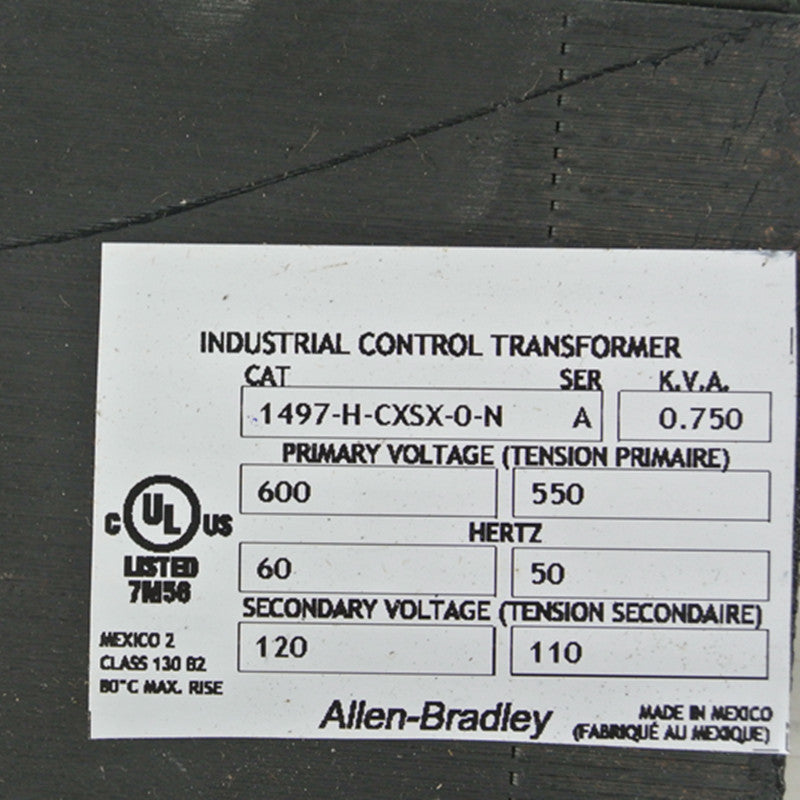 INDUSTRIAL CONTROL TRANSFORMER
CAT SER K.V.A.
1497-H-CXSX-0-N A 0.750
PRIMARY VOLTAGE (TENSION PRIMAIRE)
600 550
HERTZ
60 50
SECONDARY VOLTAGE (TENSION SECONDAIRE)
120 110
C UL US
LISTED
7M58
MEXICO 2
CLASS 130 B2
80°C MAX. RISE
Allen-Bradley
MADE IN MEXICO
(FABRIQUÉ AU MEXIQUE)